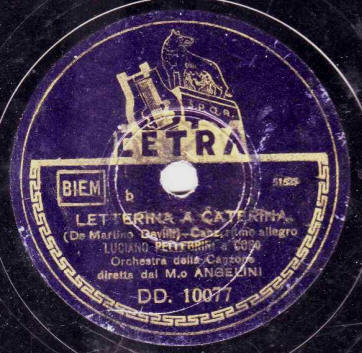 s.p.a.
CETRA
BIEM
b
LETTERINA A CATERINA
(De Martino Davilli)-Canz. ritmo allegro
LUCIANO PELLEGRINI e CORO
Orchestra della Canzone
diretta dal M.o ANGELINI
DD. 10077